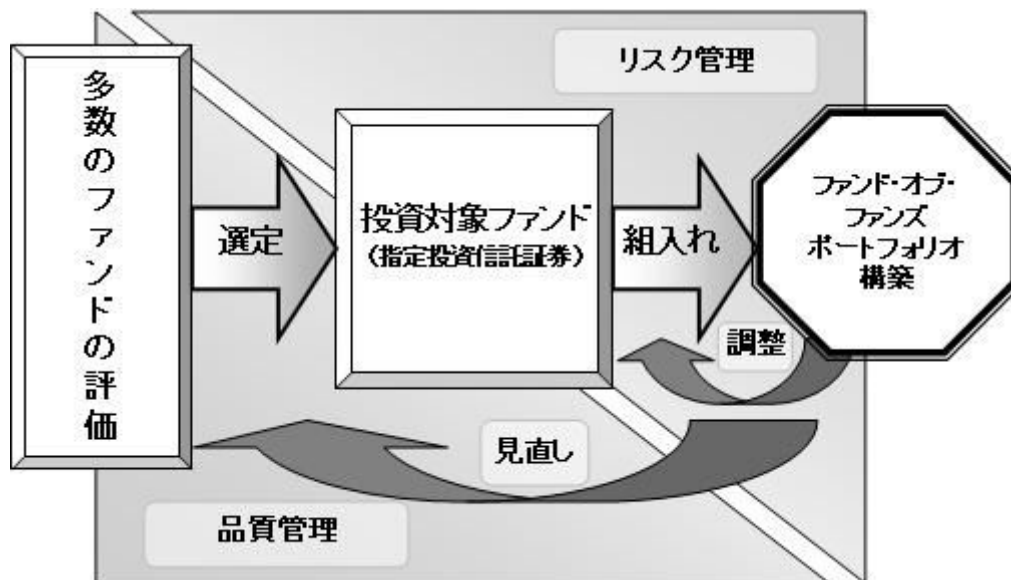 リスク管理
多数のファンドの評価
選定
投資対象ファンド
（指定投資信託証券）
組入れ
ファンド・オブ・
ファンズ
ポートフォリオ
構築
調整
見直し
品質管理